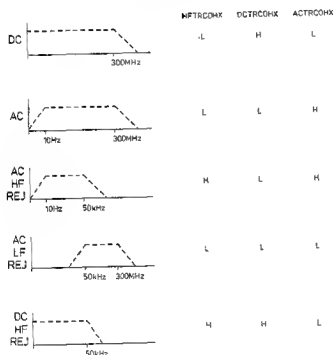 HFTRCOHX DCTRCOHX ACTRCOHX
DC L H L
300MHz
AC L L H
10Hz 300MHz
AC
HF H L H
REJ
10Hz 50kHz
AC
LF L L L
REJ
50kHz 300MHz
DC
HF H H L
REJ
50kHz